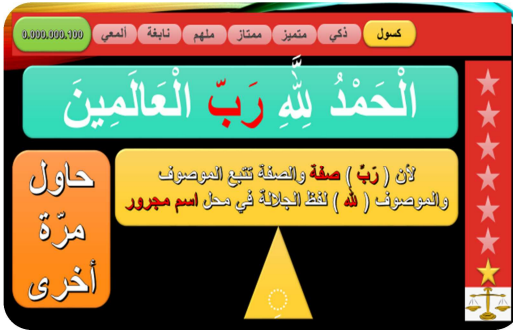 كسول
ذكي
متميز
ممتاز
ملهم
نابغة
ألمعي
0.000.000.100
الْحَمْدُ لِلَّهِ رَبِّ الْعَالَمِينَ
لأن ( رَبِّ ) صفة والصفة تتبع الموصوف
والموصوف ( لله ) لفظ الجلالة في محل اسم مجرور
حاول
مرّة
أخرى